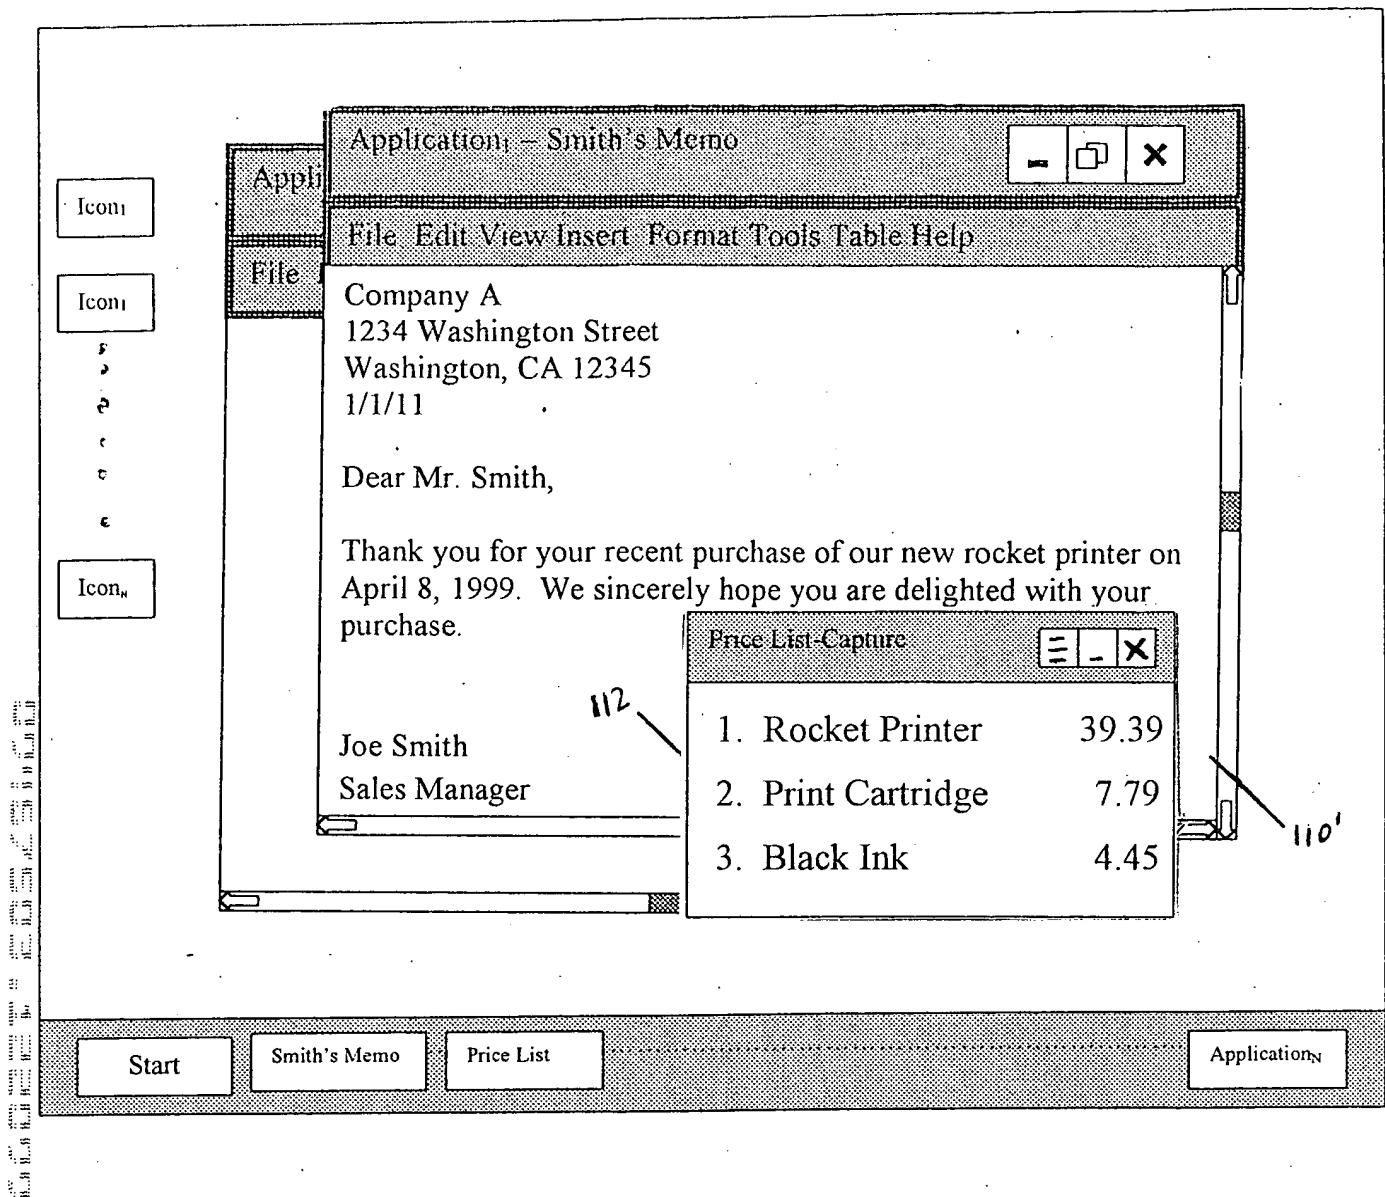 Application₁ – Smith's Memo
Appli
File Edit View Insert Format Tools Table Help
File
Icon₁
Icon₁
Iconₙ
Company A
1234 Washington Street
Washington, CA 12345
1/1/11
Dear Mr. Smith,
Thank you for your recent purchase of our new rocket printer on
April 8, 1999. We sincerely hope you are delighted with your
purchase.
Joe Smith
Sales Manager
Price List-Capture
1. Rocket Printer 39.39
2. Print Cartridge 7.79
3. Black Ink 4.45
112
110'
Start
Smith's Memo
Price List
Applicationₙ